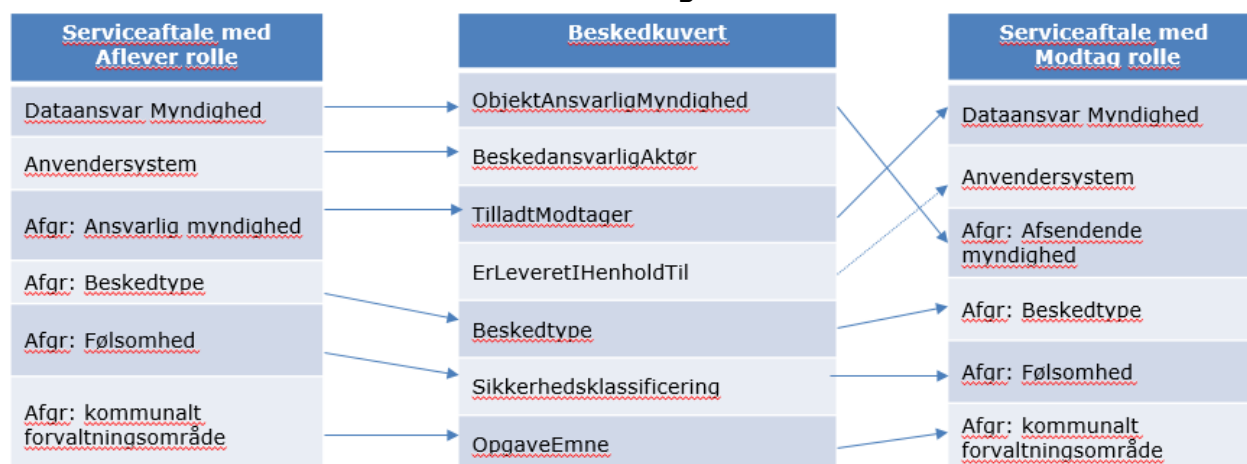 Serviceaftale med
Aflever rolle
Dataansvar Myndighed
Anvendersystem
Afgr: Ansvarlig myndighed
Afgr: Beskedtype
Afgr: Følsomhed
Afgr: kommunalt
forvaltningsområde
Beskedkuvert
ObjektAnsvarligMyndighed
BeskedansvarligAktør
TilladtModtager
ErLeveretIHenholdTil
Beskedtype
Sikkerhedsklassificering
OpgaveEmne
Serviceaftale med
Modtag rolle
Dataansvar Myndighed
Anvendersystem
Afgr: Afsendende
myndighed
Afgr: Beskedtype
Afgr: Følsomhed
Afgr: kommunalt
forvaltningsområde